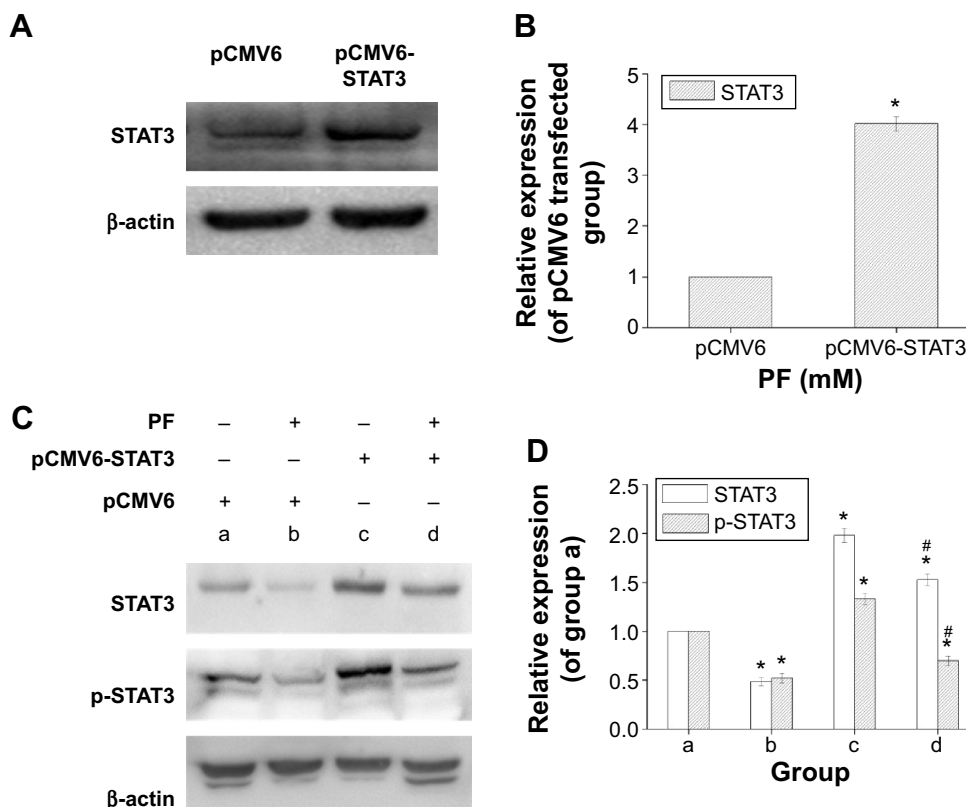 A
pCMV6 pCMV6-
STAT3
STAT3
β-actin
B
Relative expression
(of pCMV6 transfected
group)
5
4
3
2
1
0
STAT3
*
pCMV6 pCMV6-STAT3
PF (mM)
C
PF – + – +
pCMV6-STAT3 – – + +
pCMV6 + + – –
a b c d
STAT3
p-STAT3
β-actin
D
Relative expression
(of group a)
2.5
2.0
1.5
1.0
0.5
0.0
STAT3
p-STAT3
* * * * # * # *
a b c d
Group